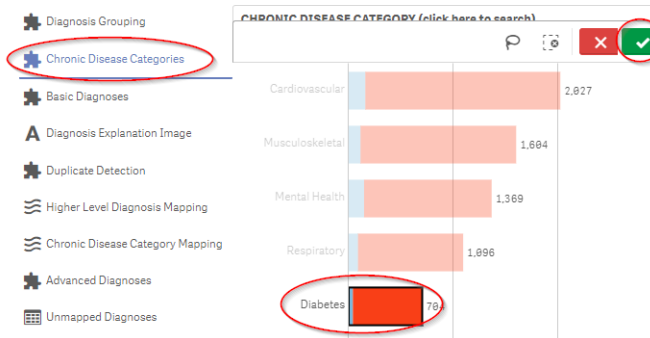 Diagnosis Grouping
Chronic Disease Categories
Basic Diagnoses
A Diagnosis Explanation Image
Duplicate Detection
Higher Level Diagnosis Mapping
Chronic Disease Category Mapping
Advanced Diagnoses
Unmapped Diagnoses
CHRONIC DISEASE CATEGORY (click here to search)
Cardiovascular 2,027
Musculoskeletal 1,604
Mental Health 1,369
Respiratory 1,096
Diabetes 704